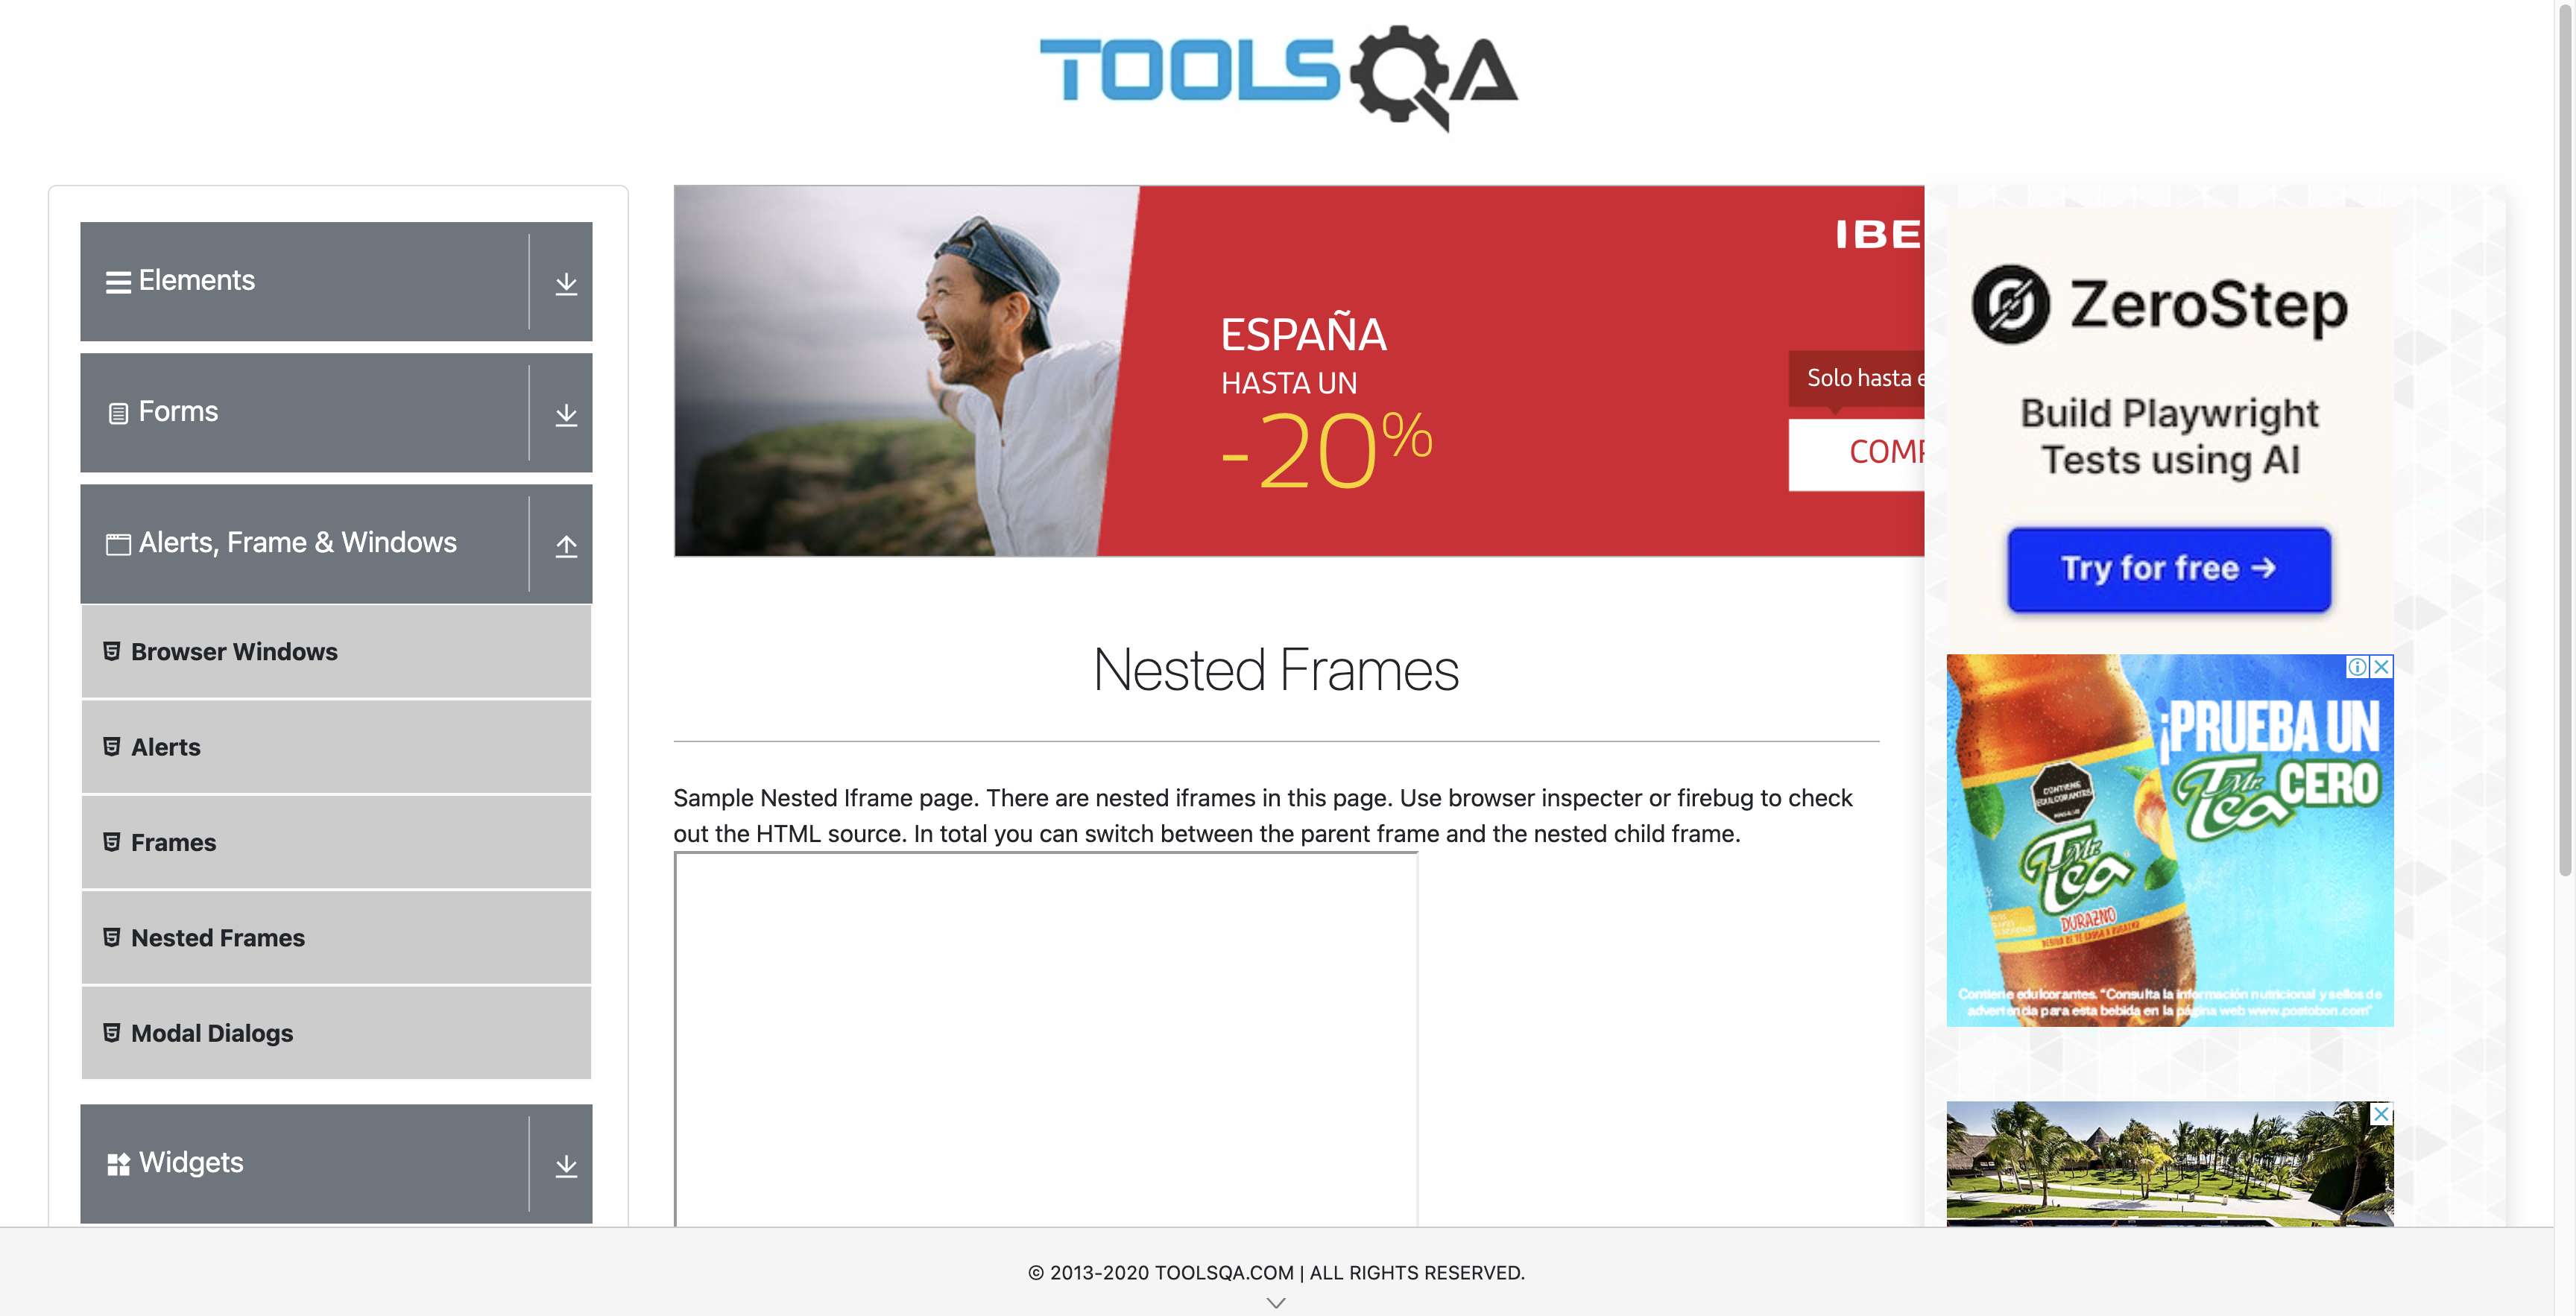 TOOLSQA
Elements
Forms
Alerts, Frame & Windows
Browser Windows
Alerts
Frames
Nested Frames
Modal Dialogs
Widgets
IBE
ESPAÑA
HASTA UN
-20%
Solo hasta e
COMP
Nested Frames
Sample Nested Iframe page. There are nested iframes in this page. Use browser inspecter or firebug to check
out the HTML source. In total you can switch between the parent frame and the nested child frame.
ZeroStep
Build Playwright
Tests using AI
Try for free →
¡PRUEBA UN
Mr. Tea CERO
CONTIENE
EDULCORANTES
Mr. Tea
DURAZNO
Contiene edulcorantes. "Consulta la información nutricional y sellos de
advertencia para esta bebida en la página web www.postobon.com"
© 2013-2020 TOOLSQA.COM | ALL RIGHTS RESERVED.